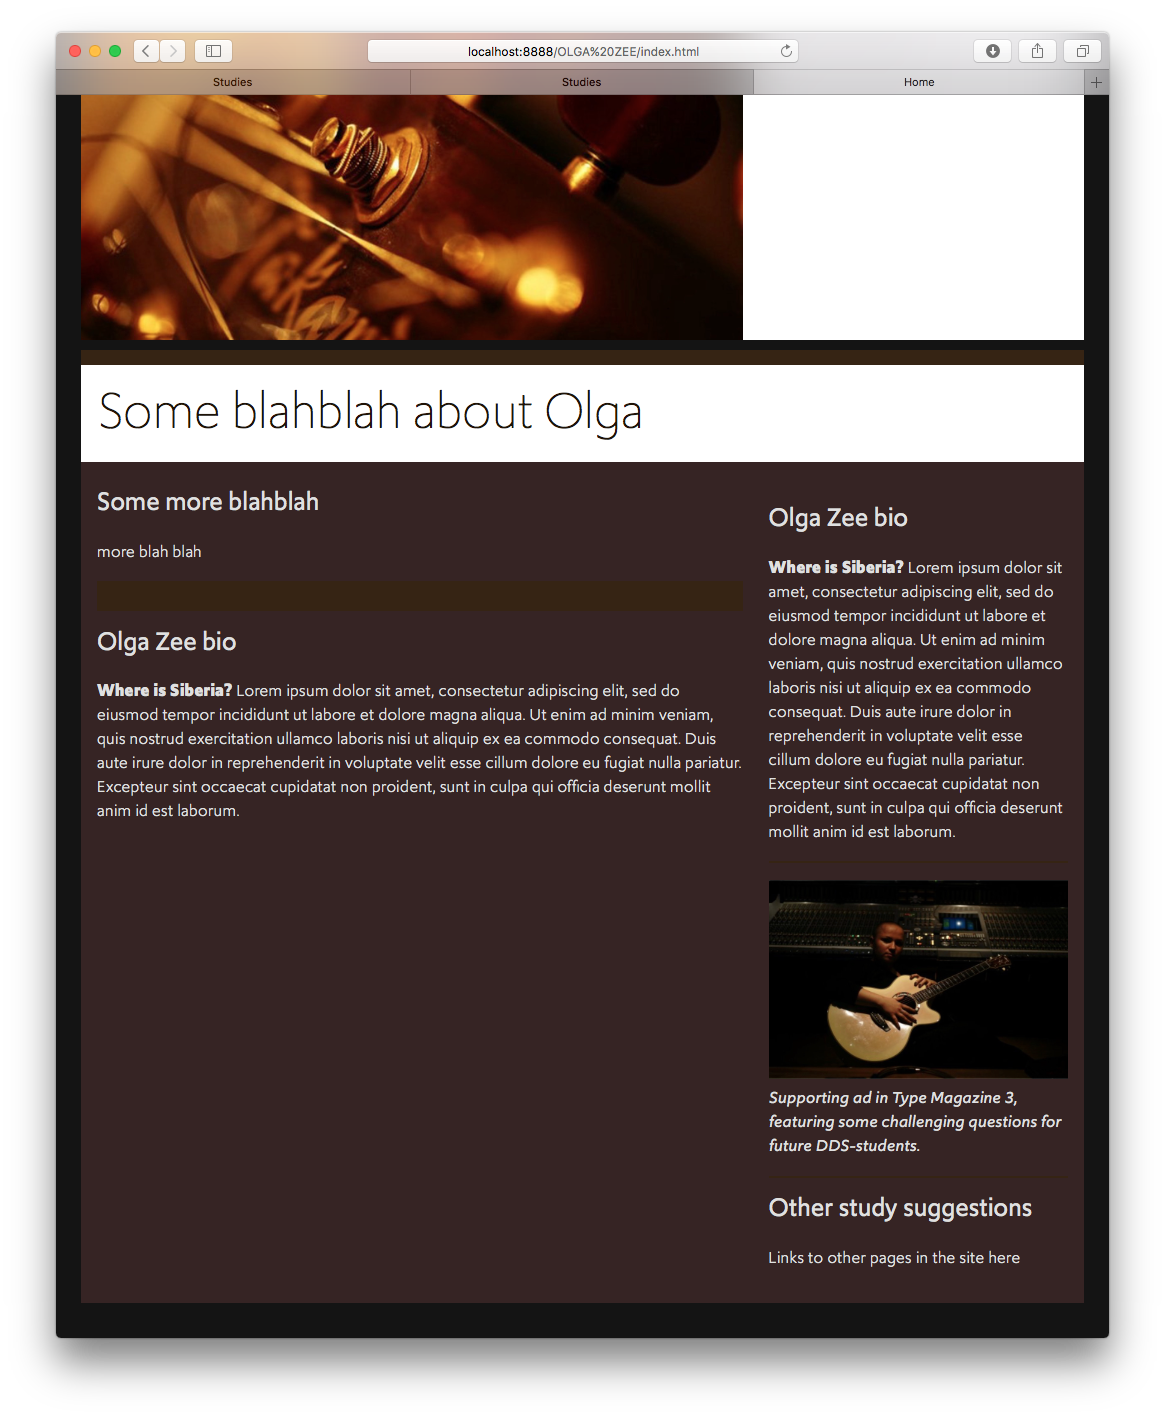 localhost:8888/OLGA%20ZEE/index.html
Studies
Studies
Home
Some blahblah about Olga
Some more blahblah
more blah blah
Olga Zee bio
Where is Siberia? Lorem ipsum dolor sit amet, consectetur adipiscing elit, sed do
eiusmod tempor incididunt ut labore et dolore magna aliqua. Ut enim ad minim veniam,
quis nostrud exercitation ullamco laboris nisi ut aliquip ex ea commodo consequat. Duis
aute irure dolor in reprehenderit in voluptate velit esse cillum dolore eu fugiat nulla pariatur.
Excepteur sint occaecat cupidatat non proident, sunt in culpa qui officia deserunt mollit
anim id est laborum.
Olga Zee bio
Where is Siberia? Lorem ipsum dolor sit
amet, consectetur adipiscing elit, sed do
eiusmod tempor incididunt ut labore et
dolore magna aliqua. Ut enim ad minim
veniam, quis nostrud exercitation ullamco
laboris nisi ut aliquip ex ea commodo
consequat. Duis aute irure dolor in
reprehenderit in voluptate velit esse
cillum dolore eu fugiat nulla pariatur.
Excepteur sint occaecat cupidatat non
proident, sunt in culpa qui officia deserunt
mollit anim id est laborum.
Supporting ad in Type Magazine 3,
featuring some challenging questions for
future DDS-students.
Other study suggestions
Links to other pages in the site here